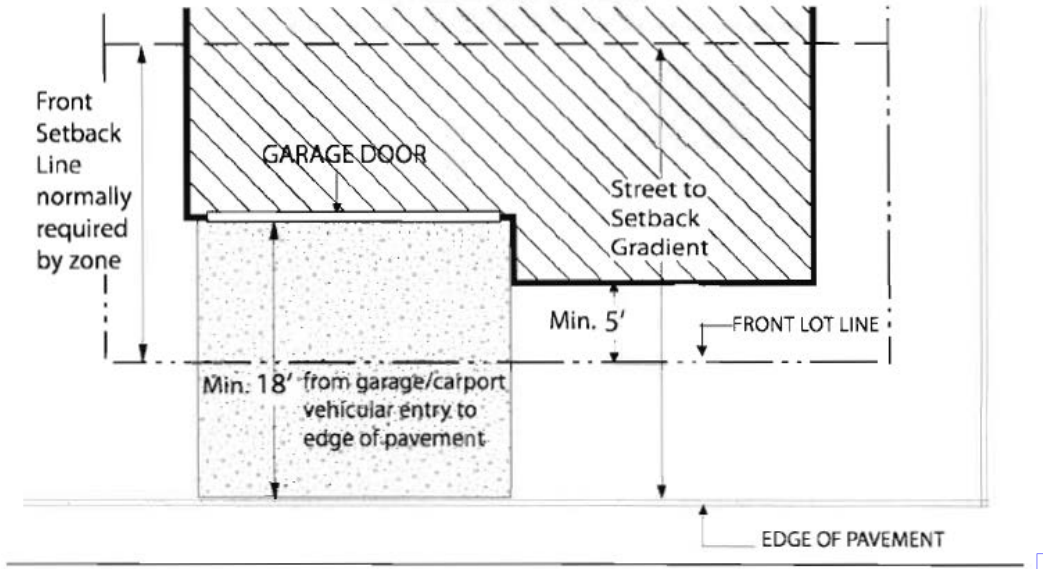 Front
Setback
Line
normally
required
by zone
GARAGE DOOR
Street to
Setback
Gradient
Min. 5'
FRONT LOT LINE
Min. 18' from garage/carport
vehicular entry to
edge of pavement
EDGE OF PAVEMENT